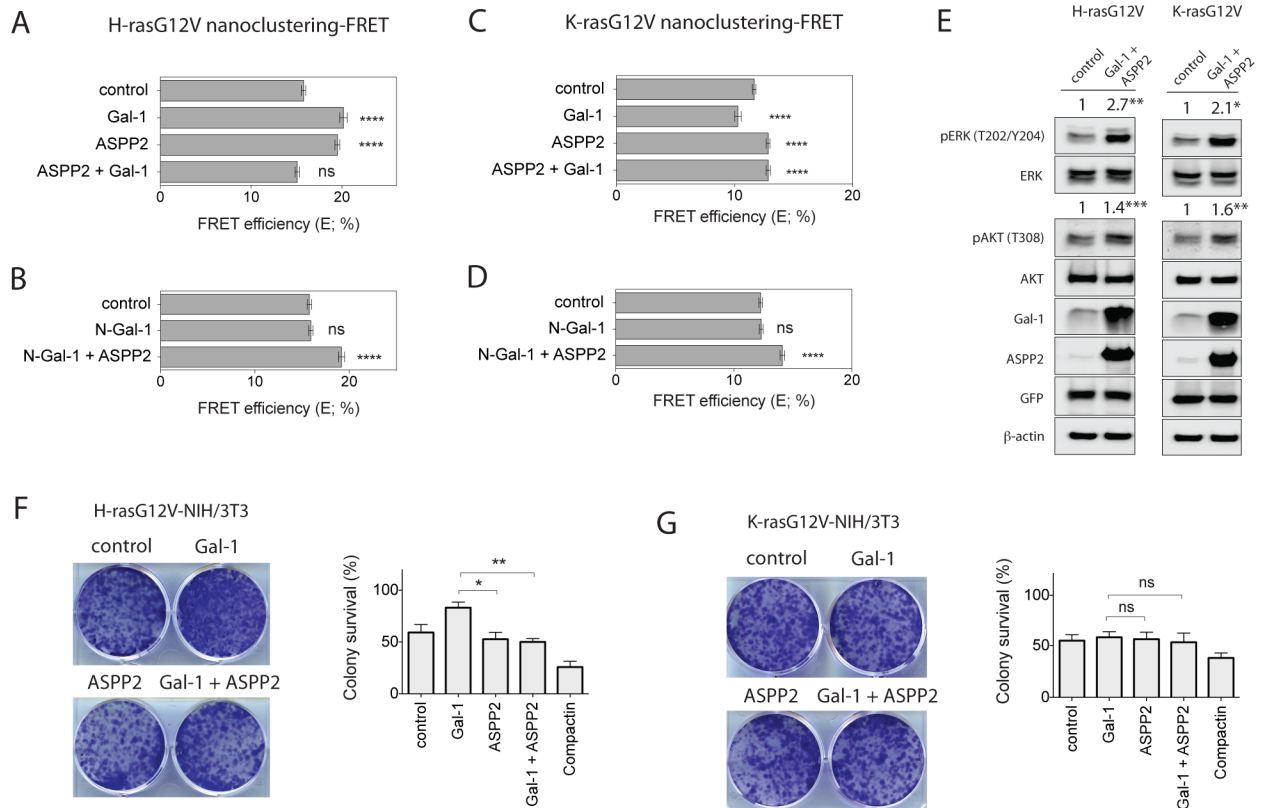 A
H-rasG12V nanoclustering-FRET
control
Gal-1
ASPP2
ASPP2 + Gal-1
****
****
ns
0
10
20
FRET efficiency (E; %)
B
control
N-Gal-1
N-Gal-1 + ASPP2
ns
****
0
10
20
FRET efficiency (E; %)
C
K-rasG12V nanoclustering-FRET
control
Gal-1
ASPP2
ASPP2 + Gal-1
****
****
****
0
10
20
FRET efficiency (E; %)
D
control
N-Gal-1
N-Gal-1 + ASPP2
ns
****
0
10
20
FRET efficiency (E; %)
E
H-rasG12V
K-rasG12V
control
Gal-1 +
ASPP2
control
Gal-1 +
ASPP2
1 2.7** 1 2.1*
pERK (T202/Y204)
ERK
1 1.4*** 1 1.6**
pAKT (T308)
AKT
Gal-1
ASPP2
GFP
β-actin
F
H-rasG12V-NIH/3T3
control Gal-1
ASPP2 Gal-1 + ASPP2
Colony survival (%)
100
50
0
**
*
control
Gal-1
ASPP2
Gal-1 + ASPP2
Compactin
G
K-rasG12V-NIH/3T3
control Gal-1
ASPP2 Gal-1 + ASPP2
Colony survival (%)
100
50
0
ns
ns
control
Gal-1
ASPP2
Gal-1 + ASPP2
Compactin